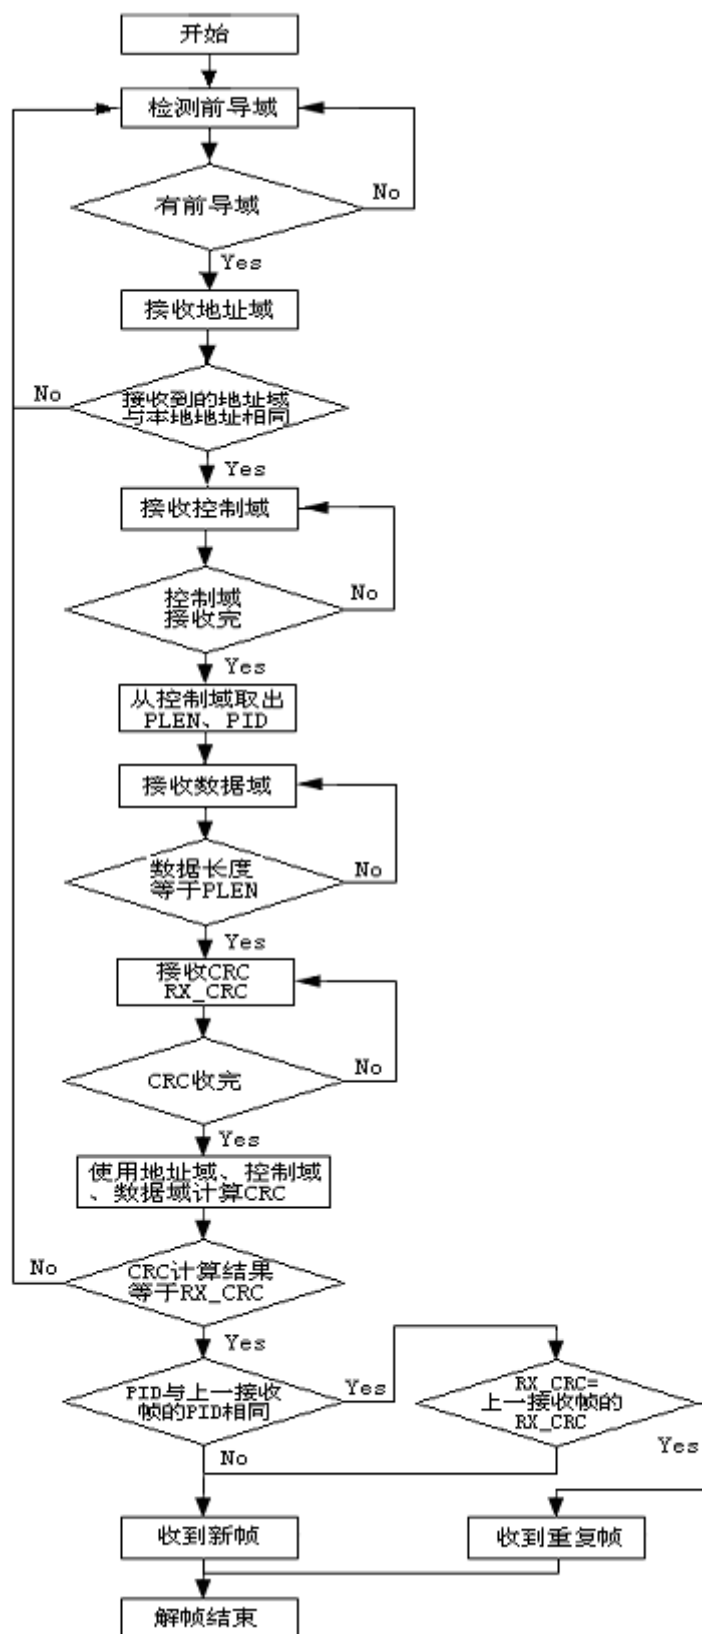 开始
检测前导域
有前导域
No
Yes
接收地址域
No
接收到的地址域
与本地地址相同
Yes
接收控制域
控制域
接收完
No
Yes
从控制域取出
PLEN、PID
接收数据域
数据长度
等于PLEN
No
Yes
接收CRC
RX_CRC
CRC收完
No
Yes
使用地址域、控制域
、数据域计算CRC
No
CRC计算结果
等于RX_CRC
Yes
PID与上一接收
帧的PID相同
Yes
RX_CRC=
上一接收帧的
RX_CRC
Yes
No
收到新帧
收到重复帧
解帧结束